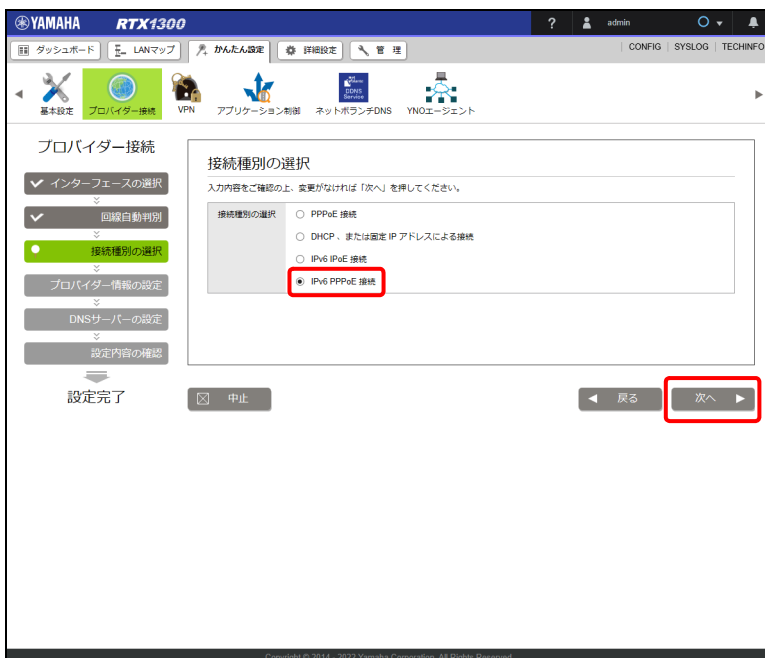 YAMAHA RTX1300 ? admin
ダッシュボード LANマップ かんたん設定 詳細設定 管 理 CONFIG SYSLOG TECHINFO
基本設定 プロバイダー接続 VPN アプリケーション制御 ネットボランチDNS YNOエージェント
DDNS
Service
プロバイダー接続
インターフェースの選択
回線自動判別
接続種別の選択
プロバイダー情報の設定
DNSサーバーの設定
設定内容の確認
設定完了
接続種別の選択
入力内容をご確認の上、変更がなければ「次へ」を押してください。
接続種別の選択 PPPoE 接続
DHCP 、または固定 IP アドレスによる接続
IPv6 IPoE 接続
IPv6 PPPoE 接続
中止 戻る 次へ
Copyright © 2014 - 2022 Yamaha Corporation. All Rights Reserved.